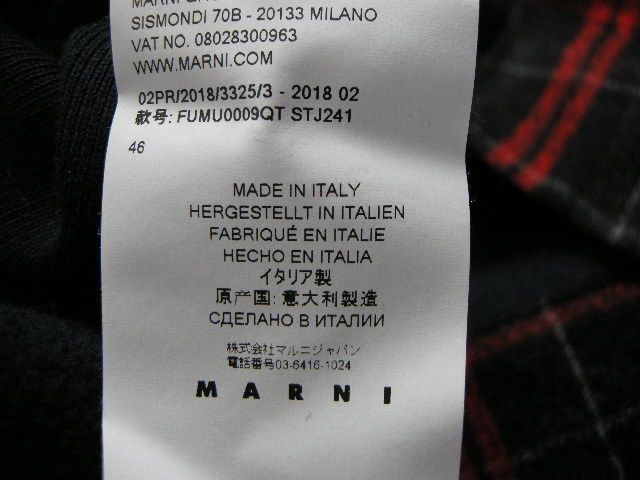 MARNI
SISMONDI 70B - 20133 MILANO
VAT NO. 08028300963
WWW.MARNI.COM
02PR/2018/3325/3 - 2018 02
款号: FUMU0009QT STJ241
46
MADE IN ITALY
HERGESTELLT IN ITALIEN
FABRIQUÉ EN ITALIE
HECHO EN ITALIA
イタリア製
原产国: 意大利製造
СДЕЛАНО В ИТАЛИИ
株式会社マルニジャパン
電話番号03-6416-1024
MARNI